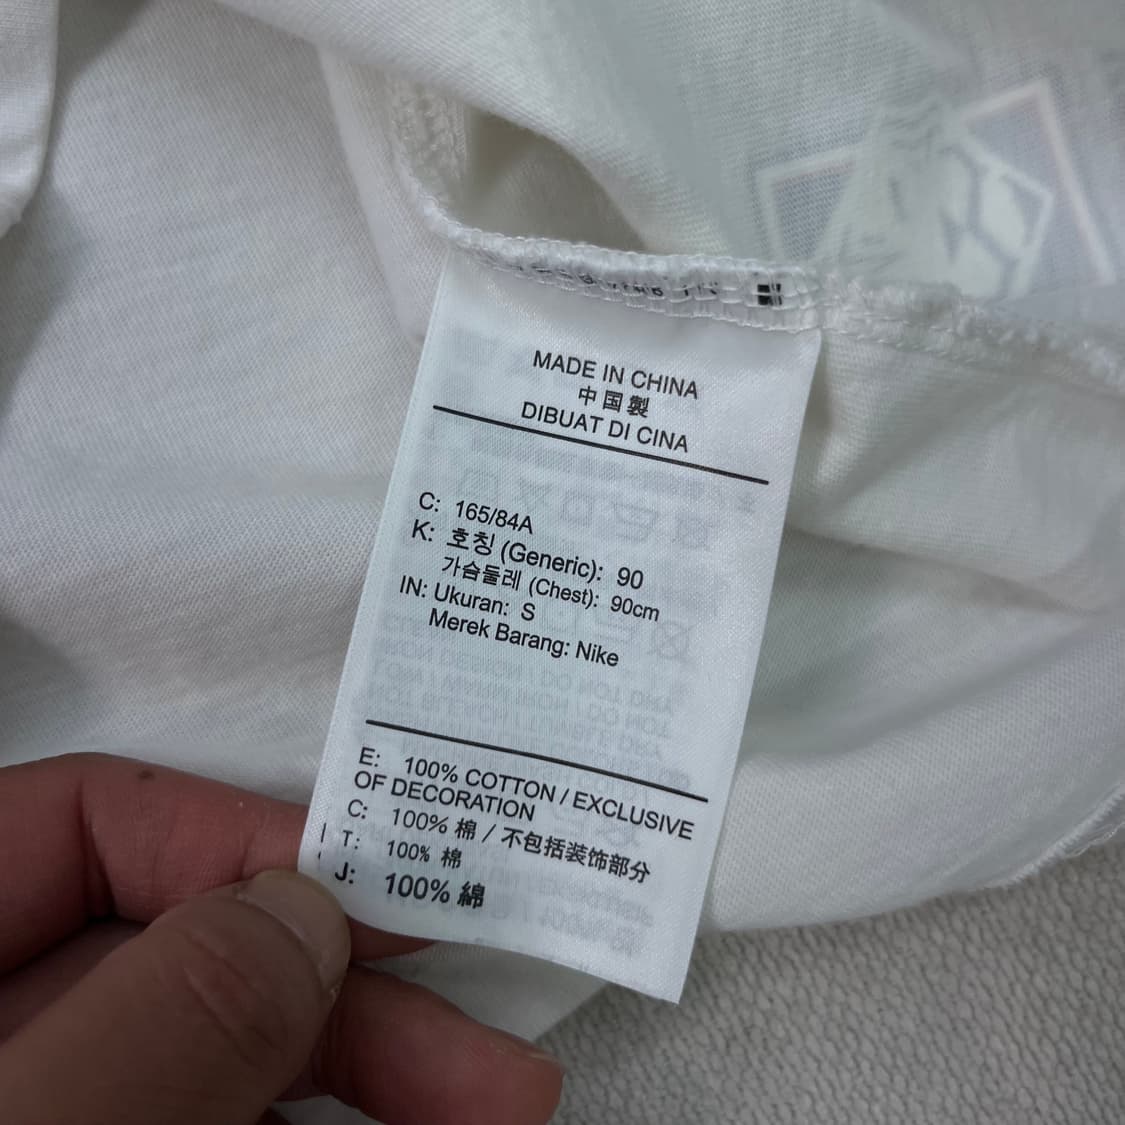 MADE IN CHINA
中国製
DIBUAT DI CINA
C: 165/84A
K: 호칭 (Generic): 90
가슴둘레 (Chest): 90cm
IN: Ukuran: S
Merek Barang: Nike
E: 100% COTTON / EXCLUSIVE
OF DECORATION
C: 100% 棉 / 不包括装饰部分
T: 100% 棉
J: 100% 綿